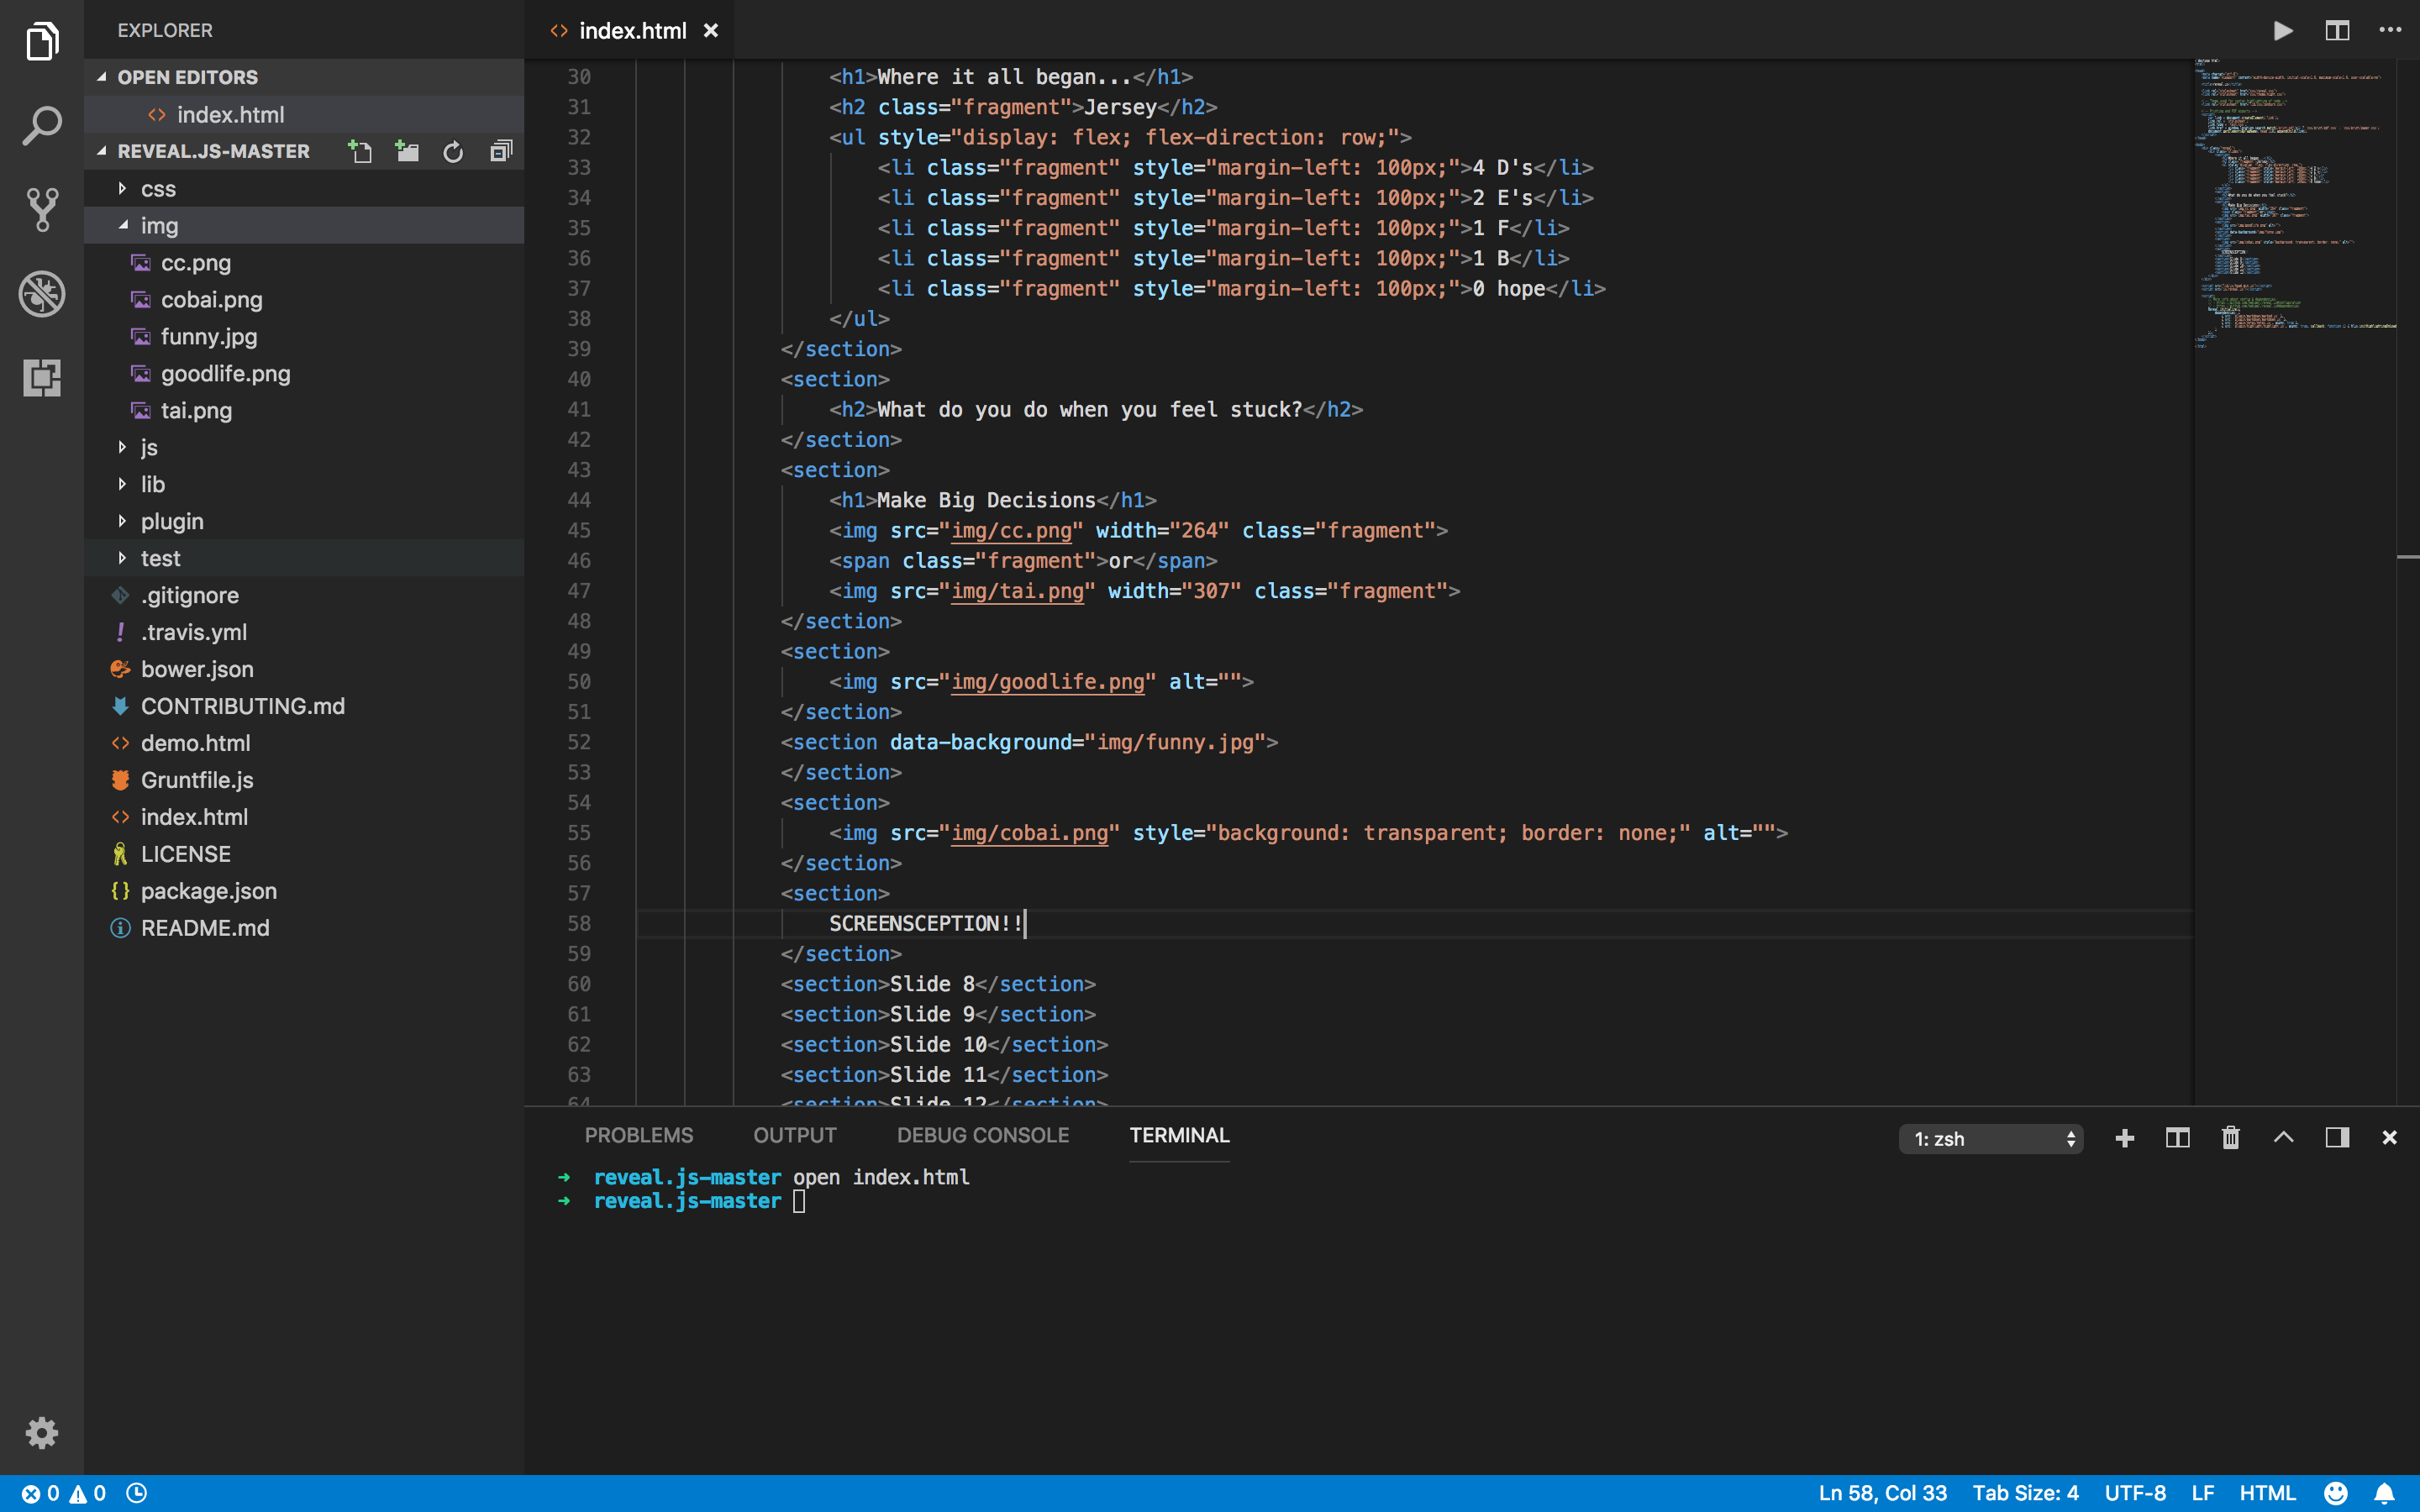 EXPLORER
OPEN EDITORS
index.html
REVEAL.JS-MASTER
css
img
cc.png
cobai.png
funny.jpg
goodlife.png
tai.png
js
lib
plugin
test
.gitignore
.travis.yml
bower.json
CONTRIBUTING.md
demo.html
Gruntfile.js
index.html
LICENSE
package.json
README.md
index.html
30 <h1>Where it all began...</h1>
31 <h2 class="fragment">Jersey</h2>
32 <ul style="display: flex; flex-direction: row;">
33 <li class="fragment" style="margin-left: 100px;">4 D's</li>
34 <li class="fragment" style="margin-left: 100px;">2 E's</li>
35 <li class="fragment" style="margin-left: 100px;">1 F</li>
36 <li class="fragment" style="margin-left: 100px;">1 B</li>
37 <li class="fragment" style="margin-left: 100px;">0 hope</li>
38 </ul>
39 </section>
40 <section>
41 <h2>What do you do when you feel stuck?</h2>
42 </section>
43 <section>
44 <h1>Make Big Decisions</h1>
45 <img src="img/cc.png" width="264" class="fragment">
46 <span class="fragment">or</span>
47 <img src="img/tai.png" width="307" class="fragment">
48 </section>
49 <section>
50 <img src="img/goodlife.png" alt="">
51 </section>
52 <section data-background="img/funny.jpg">
53 </section>
54 <section>
55 <img src="img/cobai.png" style="background: transparent; border: none;" alt="">
56 </section>
57 <section>
58 SCREENSCEPTION!!
59 </section>
60 <section>Slide 8</section>
61 <section>Slide 9</section>
62 <section>Slide 10</section>
63 <section>Slide 11</section>
64 <section>Slide 12</section>
PROBLEMS OUTPUT DEBUG CONSOLE TERMINAL 1: zsh
➜ reveal.js-master open index.html
➜ reveal.js-master
0 0 Ln 58, Col 33 Tab Size: 4 UTF-8 LF HTML